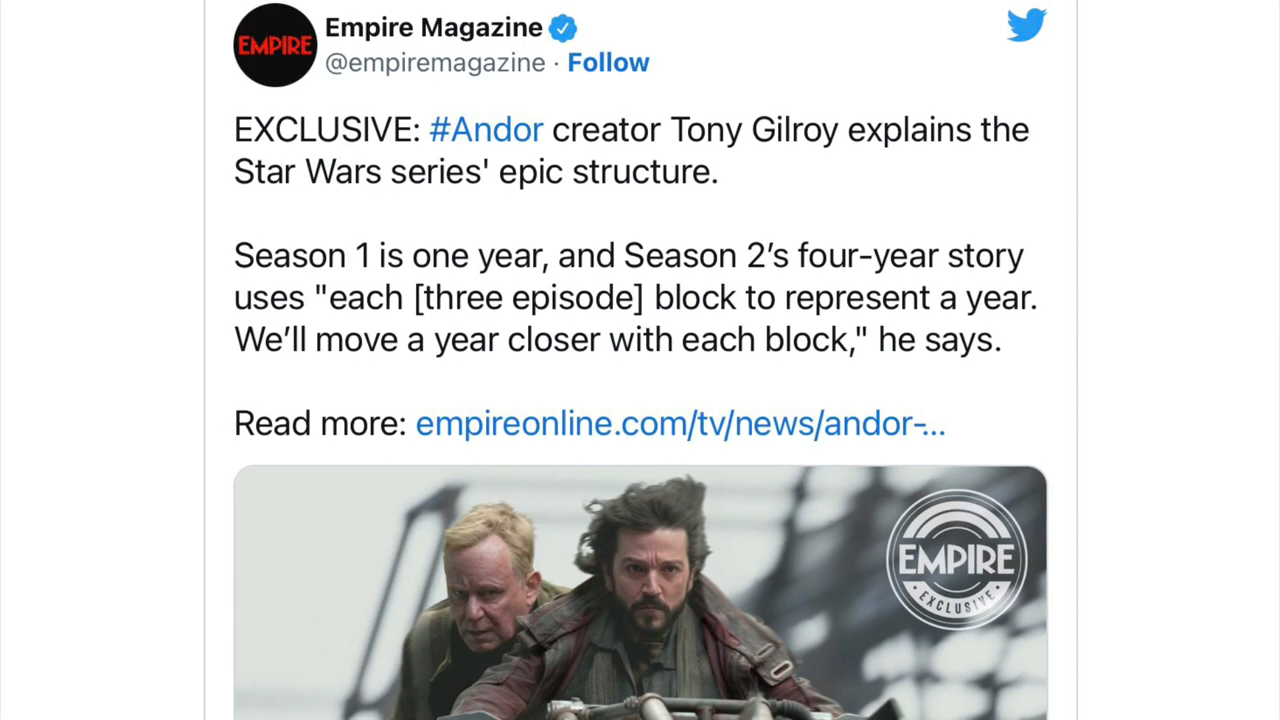 EMPIRE
Empire Magazine
@empiremagazine · Follow
EXCLUSIVE: #Andor creator Tony Gilroy explains the
Star Wars series' epic structure.
Season 1 is one year, and Season 2’s four-year story
uses "each [three episode] block to represent a year.
We’ll move a year closer with each block," he says.
Read more: empireonline.com/tv/news/andor-...
EMPIRE
• EXCLUSIVE •